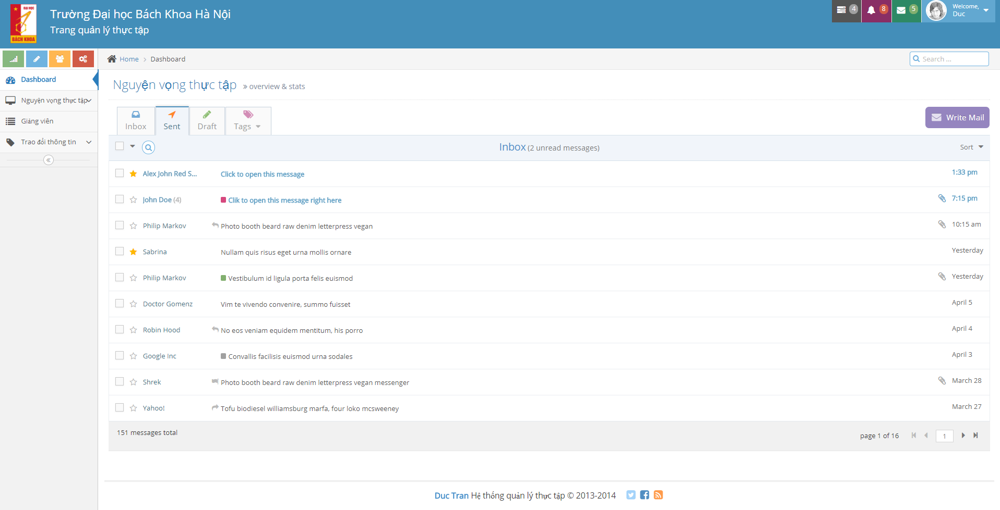 ĐẠI HỌC
BÁCH KHOA
Trường Đại học Bách Khoa Hà Nội
Trang quản lý thực tập
4
8
5
Welcome,
Duc
Home
Dashboard
Search ...
Dashboard
Nguyện vọng thực tập
Giảng viên
Trao đổi thông tin
Nguyện vọng thực tập » overview & stats
Inbox
Sent
Draft
Tags
Write Mail
Inbox (2 unread messages)
Sort
Alex John Red S... Click to open this message 1:33 pm
John Doe (4) Clik to open this message right here 7:15 pm
Philip Markov Photo booth beard raw denim letterpress vegan 10:15 am
Sabrina Nullam quis risus eget urna mollis ornare Yesterday
Philip Markov Vestibulum id ligula porta felis euismod Yesterday
Doctor Gomenz Vim te vivendo convenire, summo fuisset April 5
Robin Hood No eos veniam equidem mentitum, his porro April 4
Google Inc Convallis facilisis euismod urna sodales April 3
Shrek Photo booth beard raw denim letterpress vegan messenger March 28
Yahoo! Tofu biodiesel williamsburg marfa, four loko mcsweeney March 27
151 messages total
page 1 of 16
1
Duc Tran Hệ thống quản lý thực tập © 2013-2014